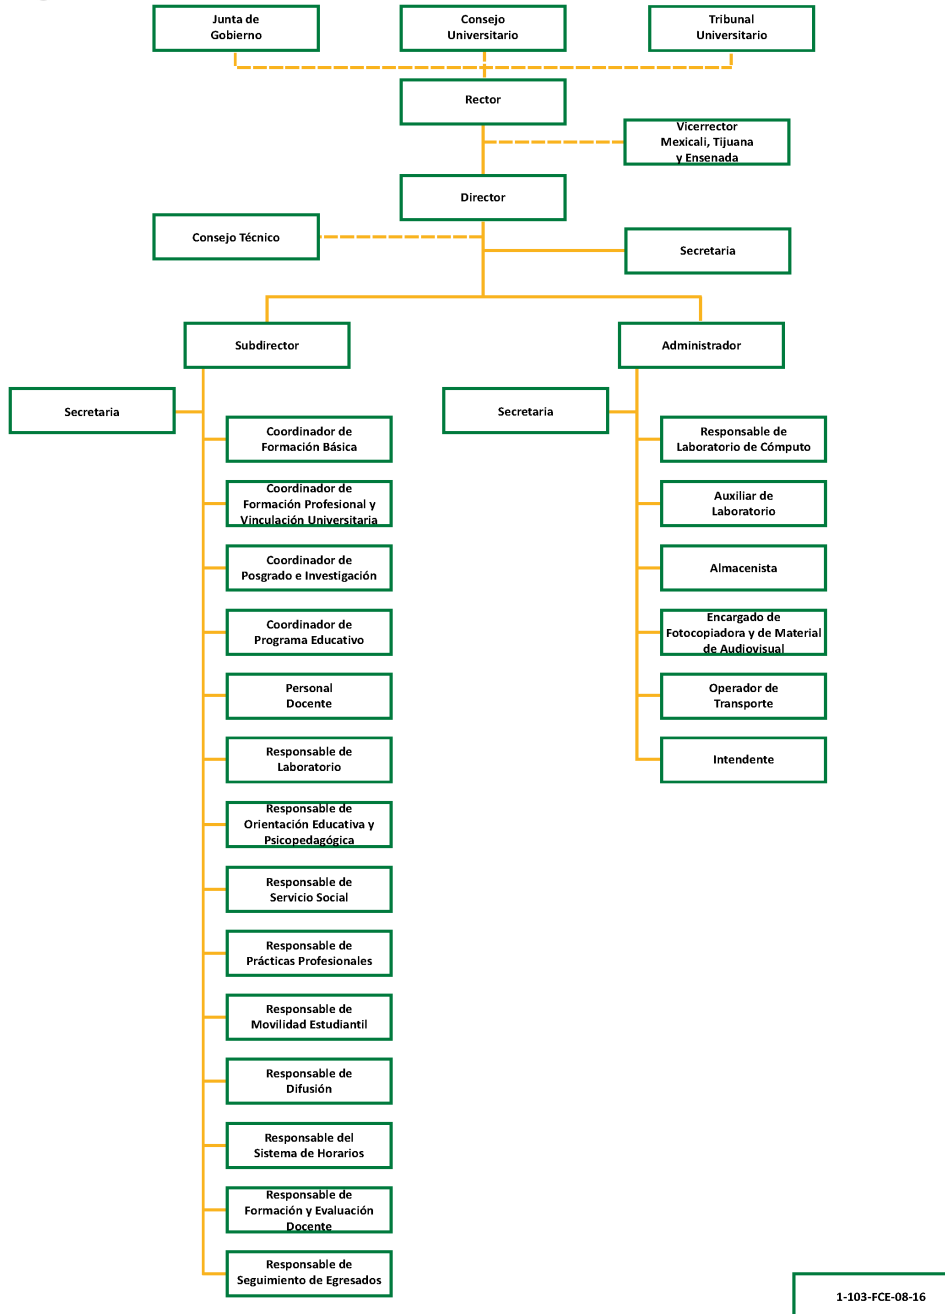 Junta de
Gobierno
Consejo
Universitario
Tribunal
Universitario
Rector
Vicerrector
Mexicali, Tijuana
y Ensenada
Director
Consejo Técnico
Secretaria
Subdirector
Administrador
Secretaria
Coordinador de
Formación Básica
Coordinador de
Formación Profesional y
Vinculación Universitaria
Coordinador de
Posgrado e Investigación
Coordinador de
Programa Educativo
Personal
Docente
Responsable de
Laboratorio
Responsable de
Orientación Educativa y
Psicopedagógica
Responsable de
Servicio Social
Responsable de
Prácticas Profesionales
Responsable de
Movilidad Estudiantil
Responsable de
Difusión
Responsable del
Sistema de Horarios
Responsable de
Formación y Evaluación
Docente
Responsable de
Seguimiento de Egresados
Secretaria
Responsable de
Laboratorio de Cómputo
Auxiliar de
Laboratorio
Almacenista
Encargado de
Fotocopiadora y de Material
de Audiovisual
Operador de
Transporte
Intendente
1-103-FCE-08-16